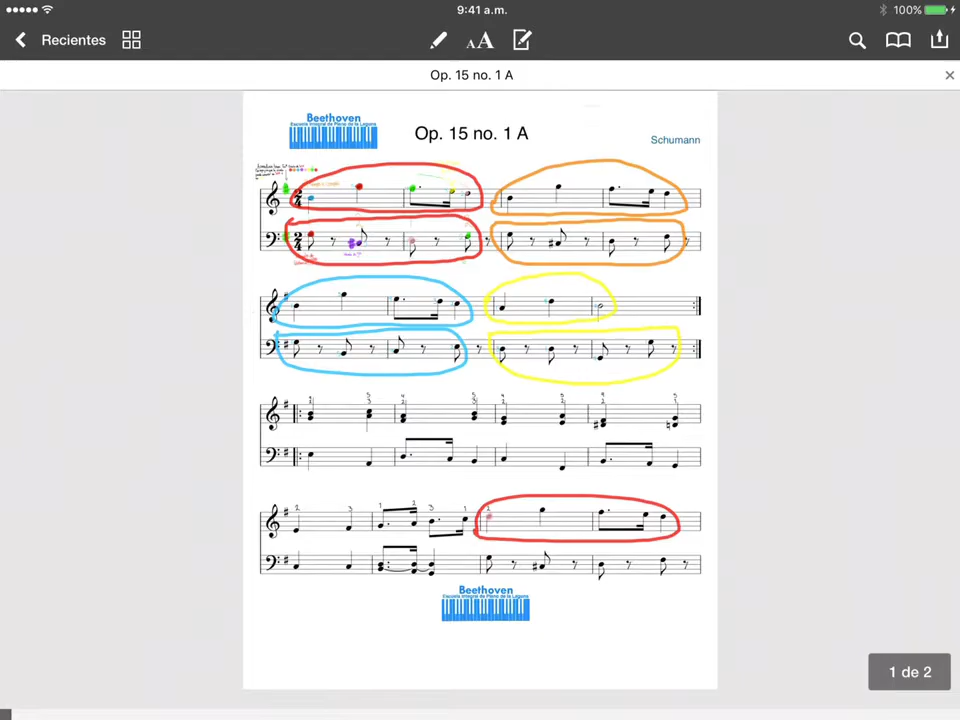 9:41 a.m.
100%
Recientes
AA
Op. 15 no. 1 A
Beethoven
Escuela Integral de Piano de la Laguna
Op. 15 no. 1 A
Schumann
Beethoven
Escuela Integral de Piano de la Laguna
1 de 2